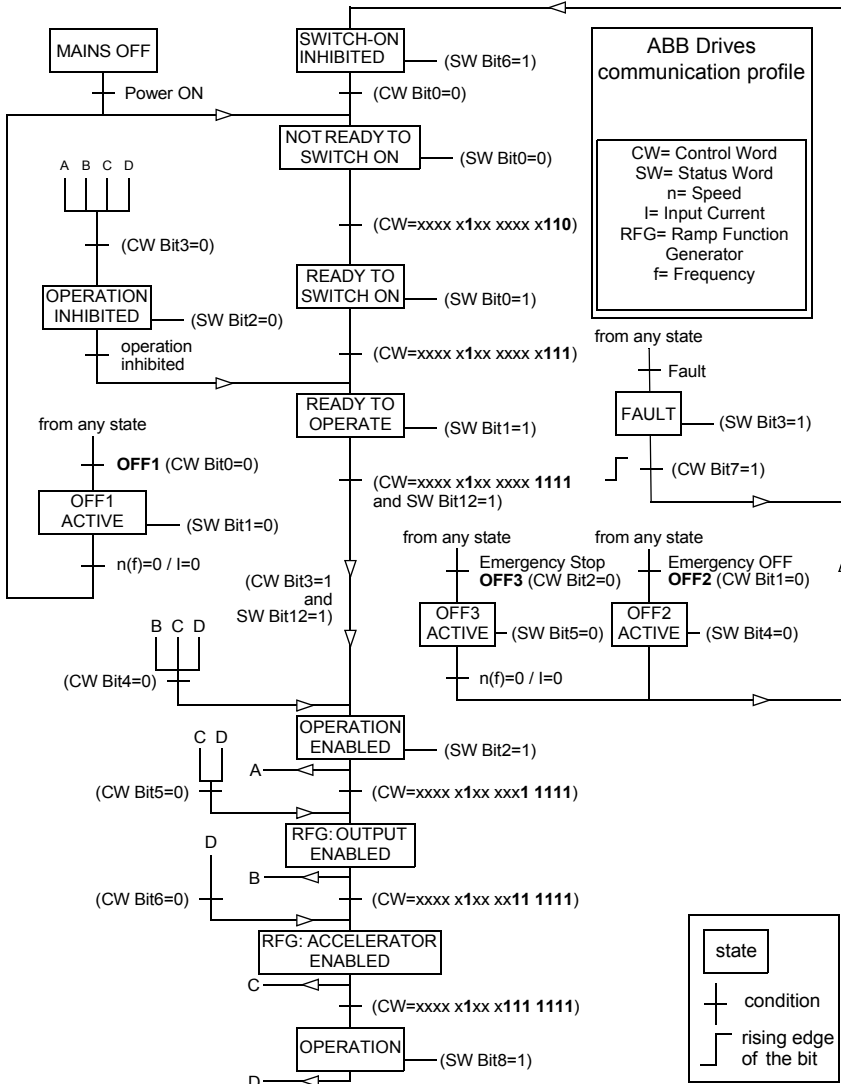 MAINS OFF
Power ON
SWITCH-ON
INHIBITED
(SW Bit6=1)
(CW Bit0=0)
ABB Drives
communication profile
CW= Control Word
SW= Status Word
n= Speed
I= Input Current
RFG= Ramp Function
Generator
f= Frequency
NOT READY TO
SWITCH ON
(SW Bit0=0)
A B C D
(CW Bit3=0)
(CW=xxxx x1xx xxxx x110)
OPERATION
INHIBITED
(SW Bit2=0)
operation
inhibited
READY TO
SWITCH ON
(SW Bit0=1)
(CW=xxxx x1xx xxxx x111)
from any state
Fault
FAULT
(SW Bit3=1)
(CW Bit7=1)
READY TO
OPERATE
(SW Bit1=1)
from any state
OFF1 (CW Bit0=0)
OFF1
ACTIVE
(SW Bit1=0)
n(f)=0 / I=0
(CW=xxxx x1xx xxxx 1111
and SW Bit12=1)
(CW Bit3=1
and
SW Bit12=1)
from any state
Emergency Stop
OFF3 (CW Bit2=0)
OFF3
ACTIVE
(SW Bit5=0)
n(f)=0 / I=0
from any state
Emergency OFF
OFF2 (CW Bit1=0)
OFF2
ACTIVE
(SW Bit4=0)
B C D
(CW Bit4=0)
OPERATION
ENABLED
(SW Bit2=1)
A
C D
(CW Bit5=0)
(CW=xxxx x1xx xxx1 1111)
RFG: OUTPUT
ENABLED
B
D
(CW Bit6=0)
(CW=xxxx x1xx xx11 1111)
RFG: ACCELERATOR
ENABLED
C
(CW=xxxx x1xx x111 1111)
OPERATION
(SW Bit8=1)
D
state
condition
rising edge
of the bit